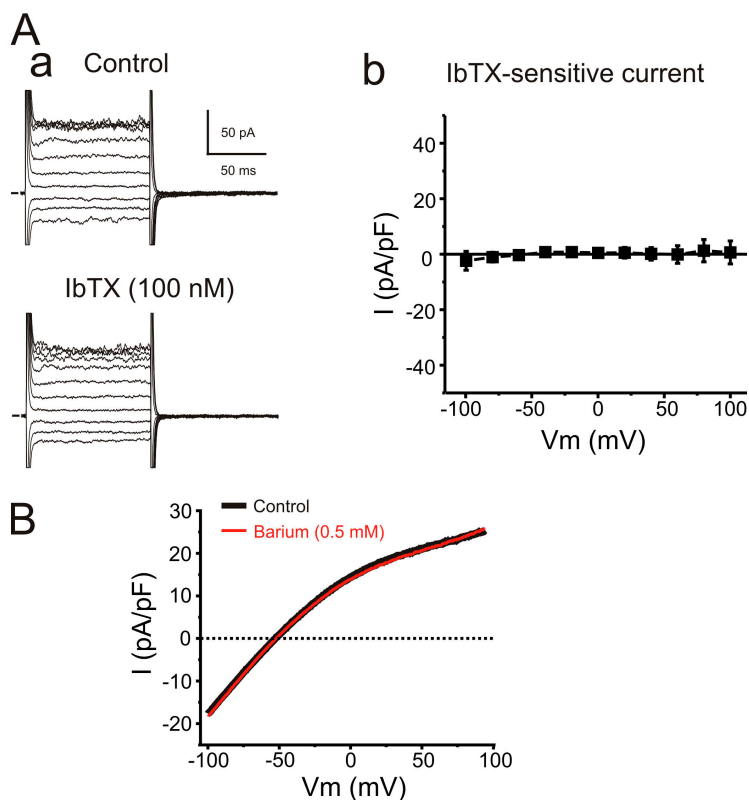 A
a
Control
50 pA
50 ms
IbTX (100 nM)
b
IbTX-sensitive current
I (pA/pF)
40
20
0
-20
-40
-100
-50
0
50
100
Vm (mV)
B
Control
Barium (0.5 mM)
I (pA/pF)
30
20
10
0
-10
-20
-100
-50
0
50
100
Vm (mV)